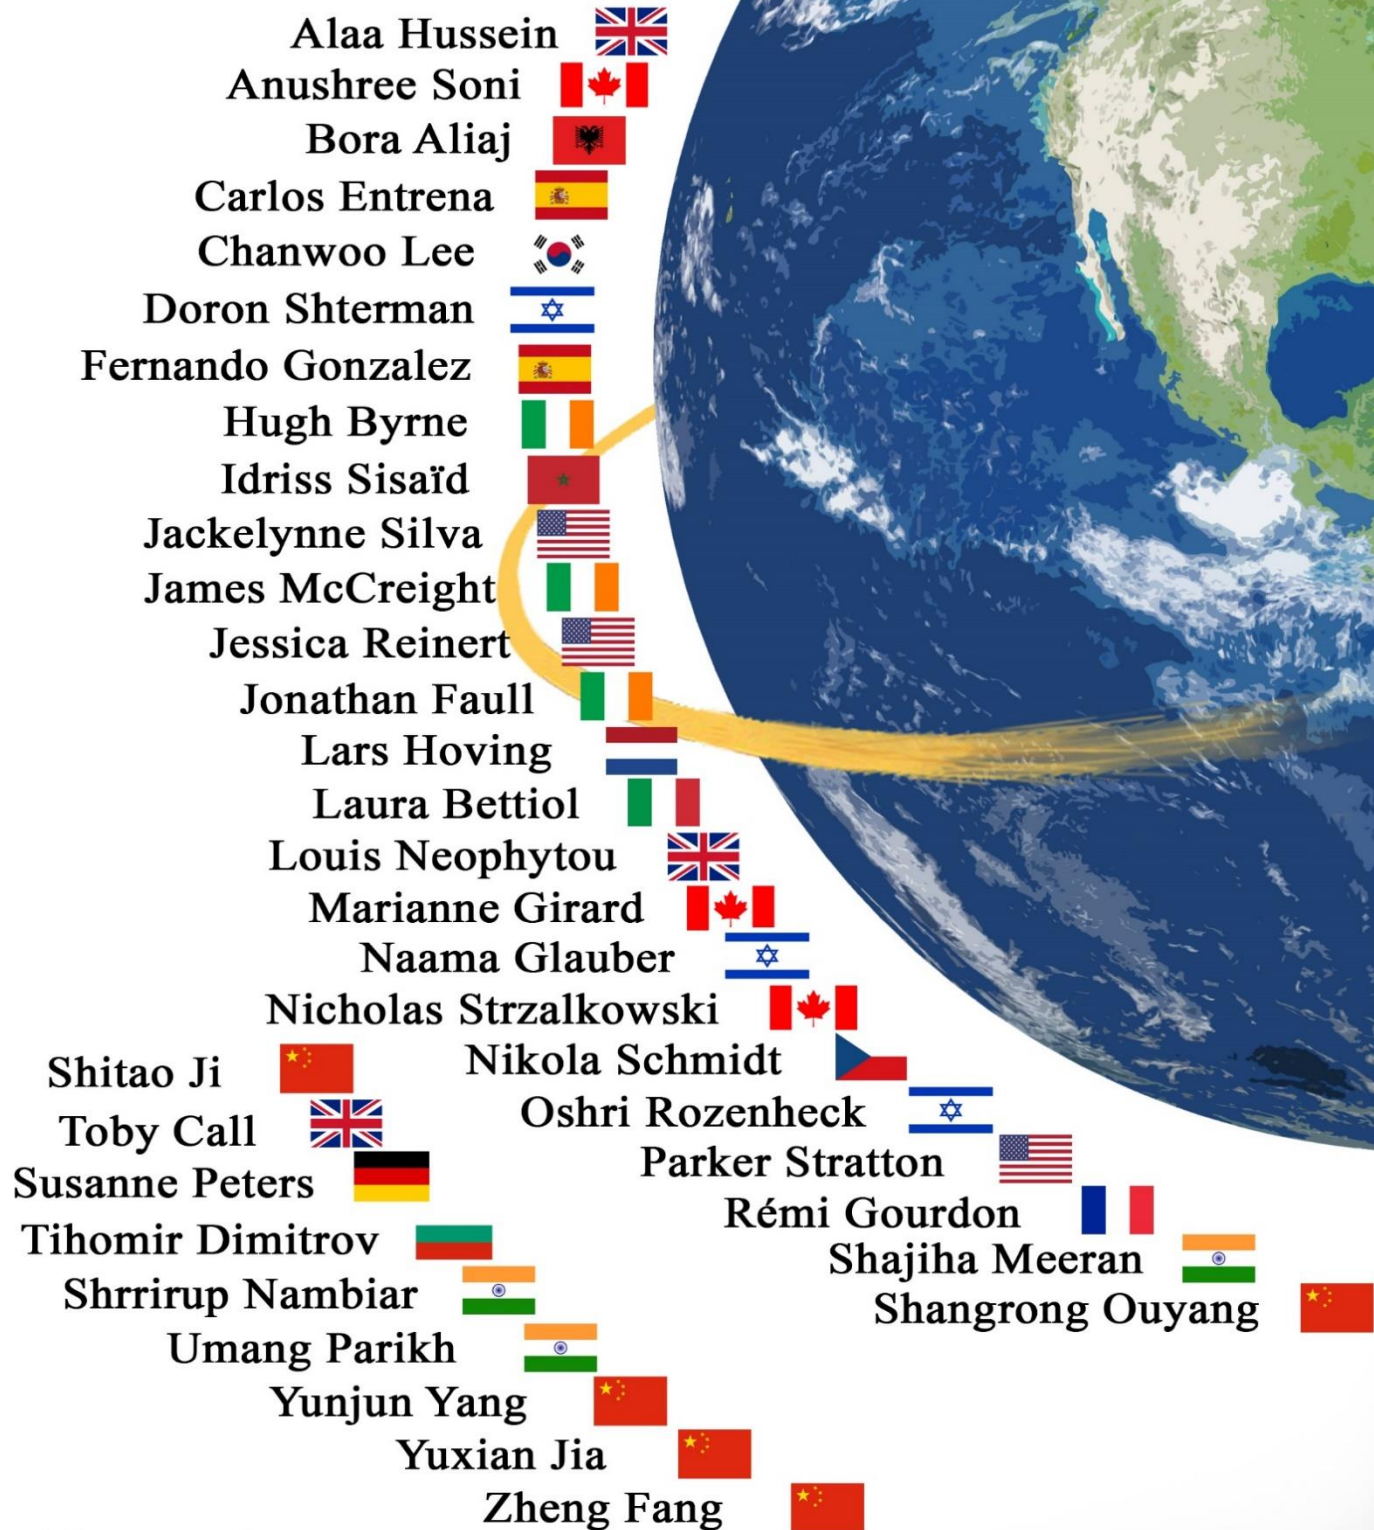 Alaa Hussein
Anushree Soni
Bora Aliaj
Carlos Entrena
Chanwoo Lee
Doron Shterman
Fernando Gonzalez
Hugh Byrne
Idriss Sisaïd
Jackelynne Silva
James McCreight
Jessica Reinert
Jonathan Faull
Lars Hoving
Laura Bettiol
Louis Neophytou
Marianne Girard
Naama Glauber
Nicholas Strzalkowski
Nikola Schmidt
Oshri Rozenheck
Parker Stratton
Rémi Gourdon
Shajiha Meeran
Shangrong Ouyang
Shitao Ji
Toby Call
Susanne Peters
Tihomir Dimitrov
Shrrirup Nambiar
Umang Parikh
Yunjun Yang
Yuxian Jia
Zheng Fang